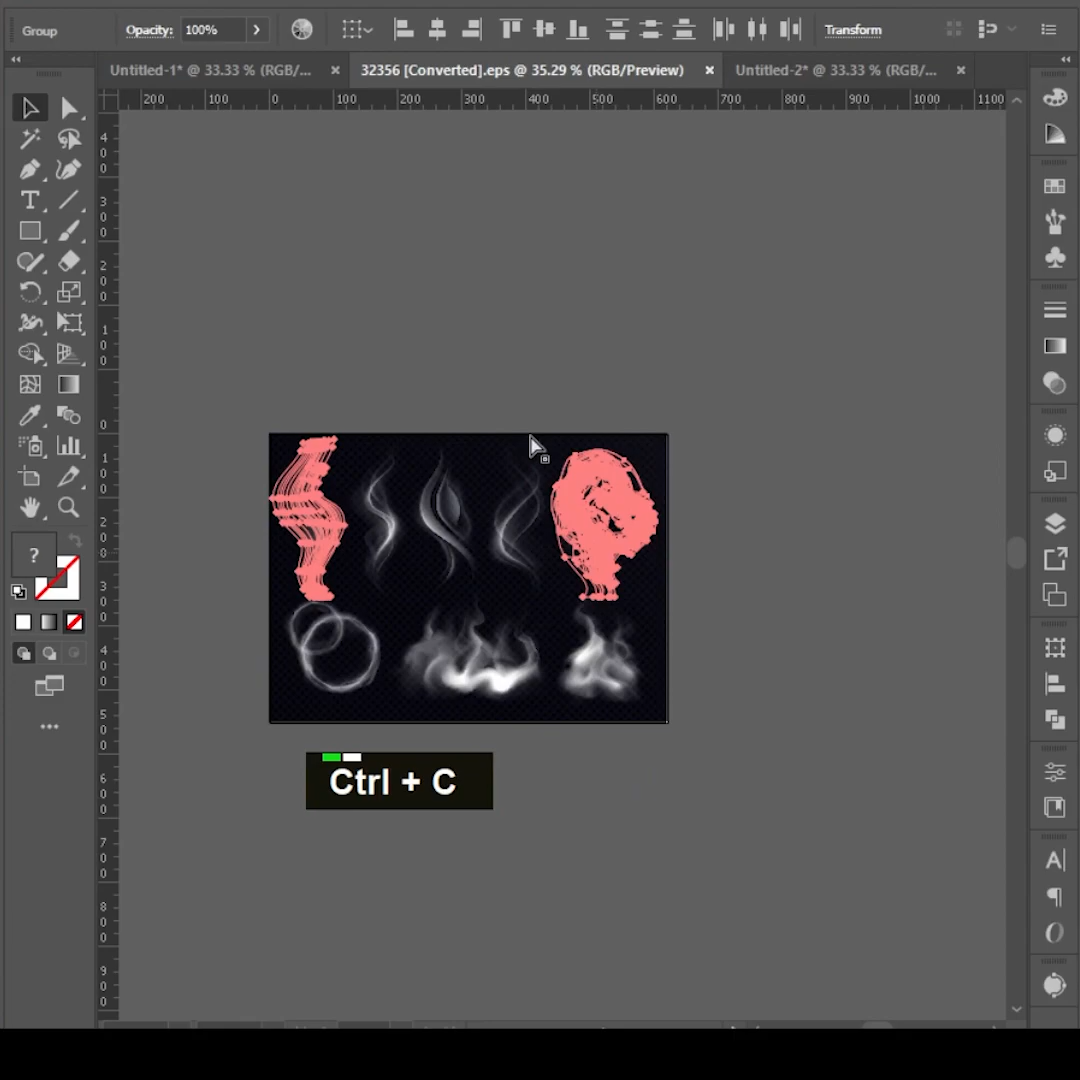 Group
Opacity: 100%
Transform
Untitled-1* @ 33.33 % (RGB/...
32356 [Converted].eps @ 35.29 % (RGB/Preview)
Untitled-2* @ 33.33 % (RGB/...
200 100 0 100 200 300 400 500 600 700 800 900 1000 1100
400
300
200
100
0
100
200
300
400
500
600
700
800
900
?
Ctrl + C